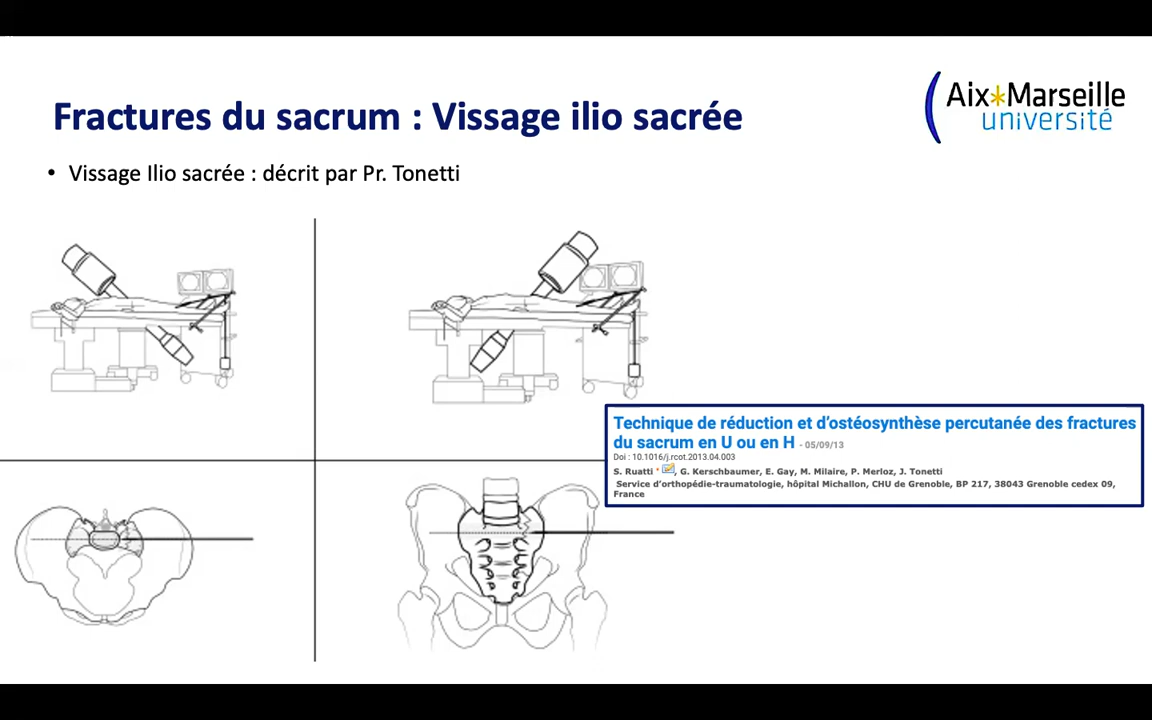 Fractures du sacrum : Vissage ilio sacrée
Aix*Marseille
université
• Vissage Ilio sacrée : décrit par Pr. Tonetti
Technique de réduction et d'ostéosynthèse percutanée des fractures
du sacrum en U ou en H - 05/09/13
Doi : 10.1016/j.rcot.2013.04.003
S. Ruatti * , G. Kerschbaumer, E. Gay, M. Milaire, P. Merloz, J. Tonetti
Service d'orthopédie-traumatologie, hôpital Michallon, CHU de Grenoble, BP 217, 38043 Grenoble cedex 09,
France